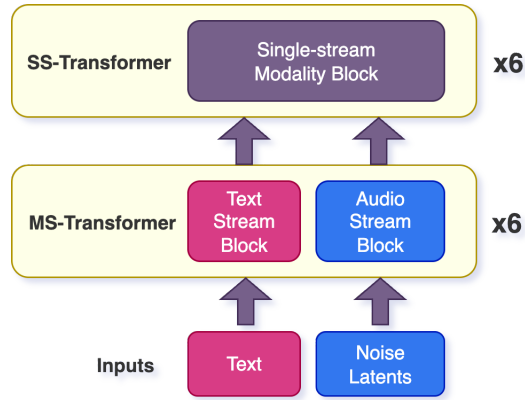 SS-Transformer
Single-stream
Modality Block
x6
MS-Transformer
Text
Stream
Block
Audio
Stream
Block
x6
Inputs
Text
Noise
Latents